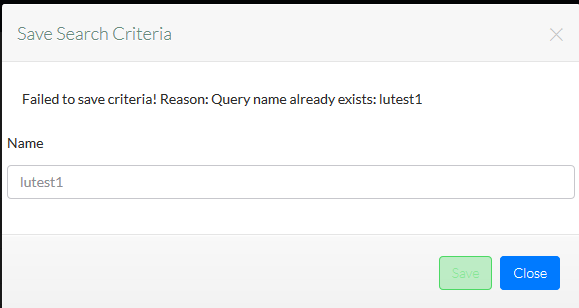 Save Search Criteria
Failed to save criteria! Reason: Query name already exists: lutest1
Name
lutest1
Save
Close